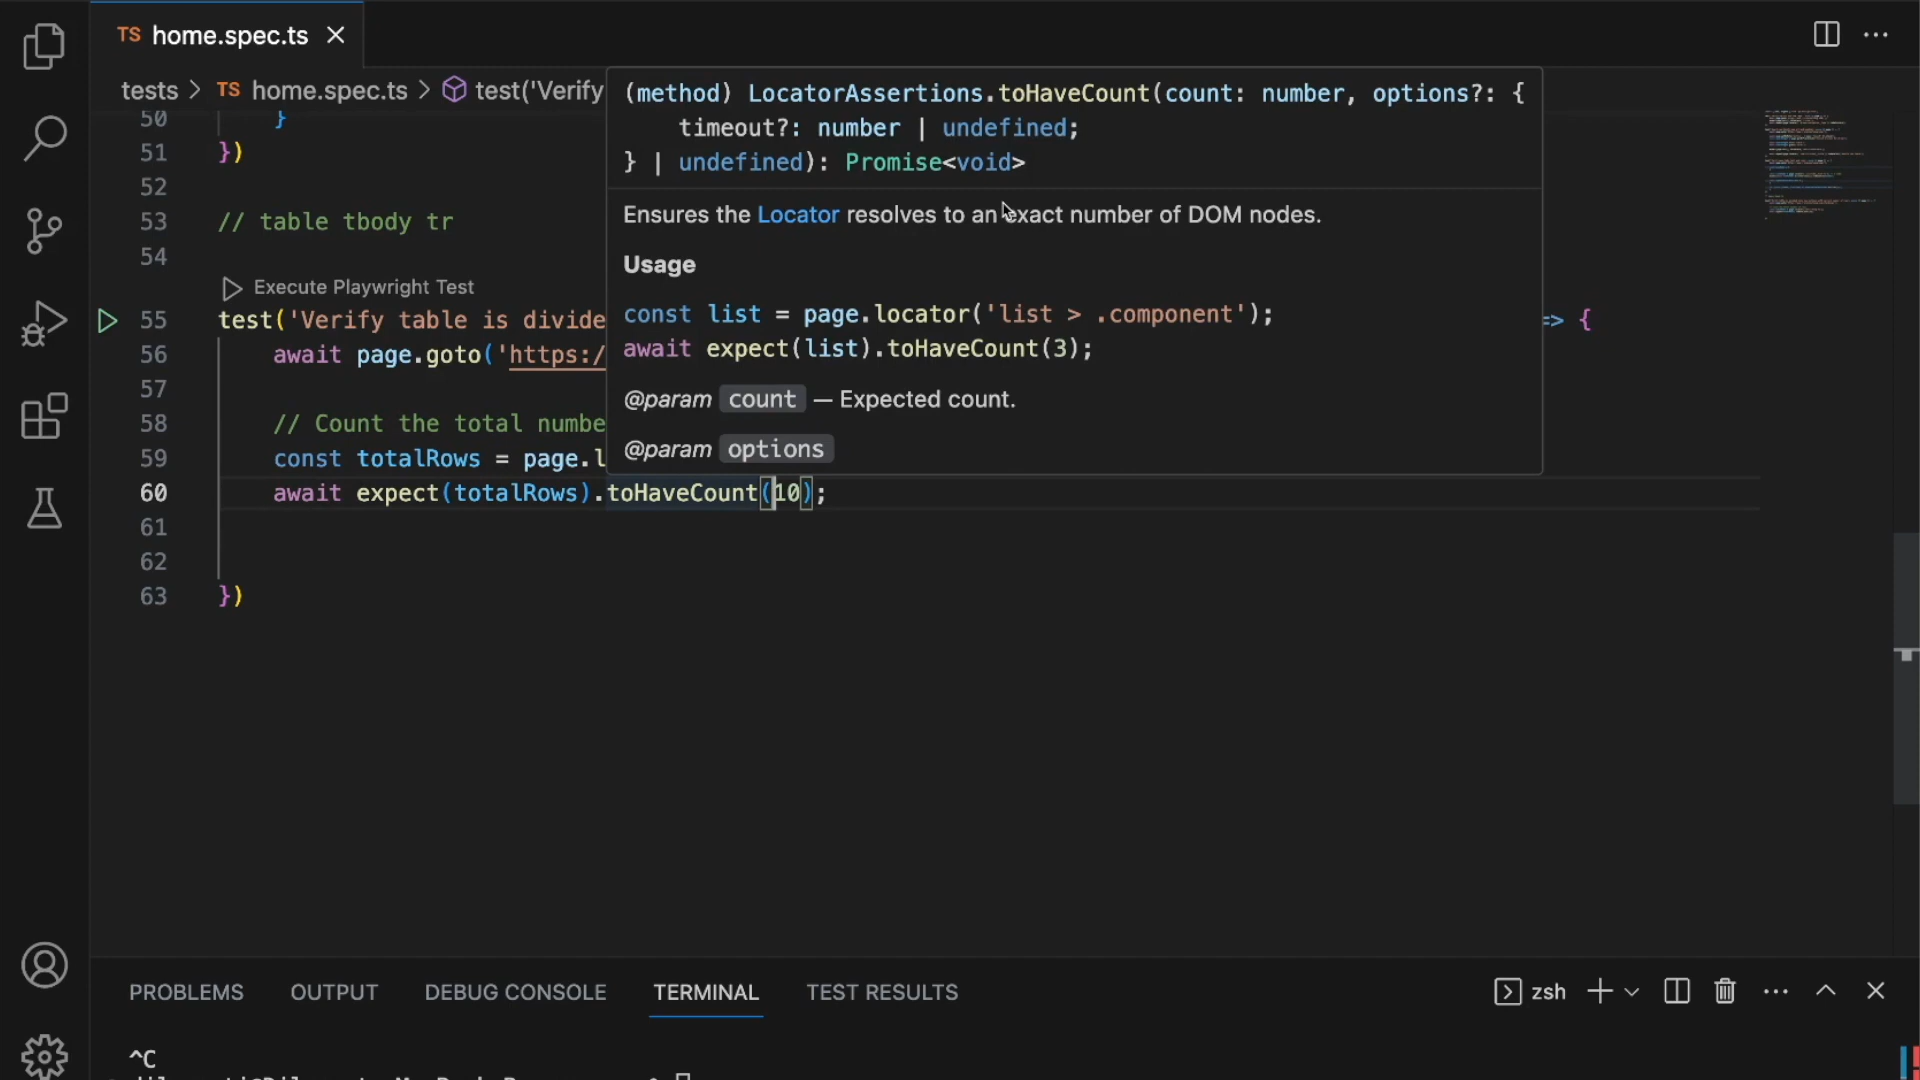 TS home.spec.ts
tests > TS home.spec.ts > test('Verify
50 }
51 })
52
53 // table tbody tr
54
Execute Playwright Test
55 test('Verify table is divide => {
56 await page.goto('https:/
57
58 // Count the total numbe
59 const totalRows = page.l
60 await expect(totalRows).toHaveCount(10);
61
62
63 })
(method) LocatorAssertions.toHaveCount(count: number, options?: {
timeout?: number | undefined;
} | undefined): Promise<void>
Ensures the Locator resolves to an exact number of DOM nodes.
Usage
const list = page.locator('list > .component');
await expect(list).toHaveCount(3);
@param count — Expected count.
@param options
PROBLEMS OUTPUT DEBUG CONSOLE TERMINAL TEST RESULTS zsh
^C